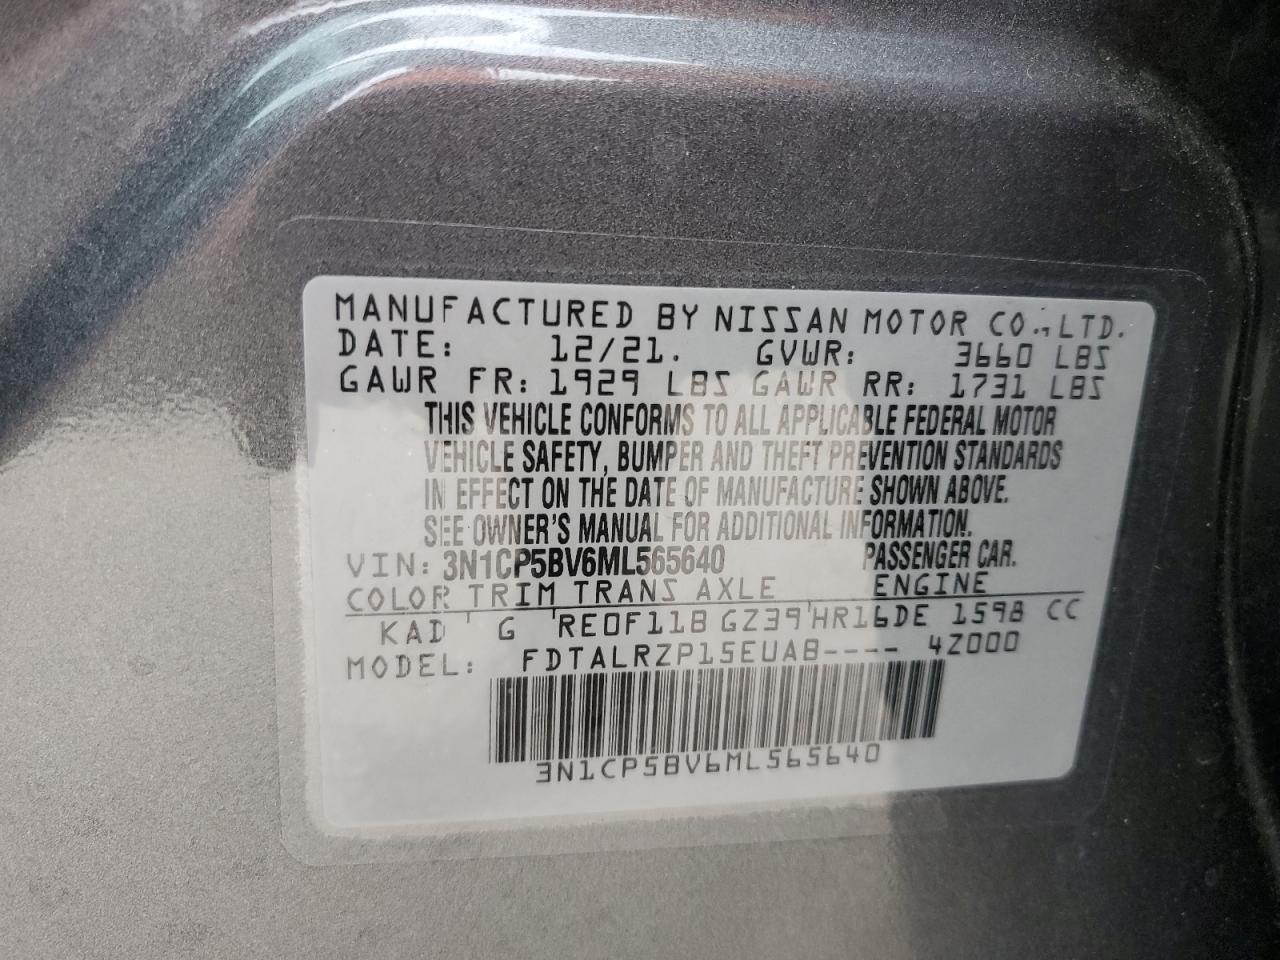 MANUFACTURED BY NISSAN MOTOR CO.,LTD.
DATE: 12/21. GVWR: 3660 LBS
GAWR FR: 1929 LBS GAWR RR: 1731 LBS
THIS VEHICLE CONFORMS TO ALL APPLICABLE FEDERAL MOTOR
VEHICLE SAFETY, BUMPER AND THEFT PREVENTION STANDARDS
IN EFFECT ON THE DATE OF MANUFACTURE SHOWN ABOVE.
SEE OWNER'S MANUAL FOR ADDITIONAL INFORMATION.
VIN: 3N1CP5BV6ML565640 PASSENGER CAR.
COLOR TRIM TRANS AXLE ENGINE
KAD G RE0F11B GZ39 HR16DE 1598 CC
MODEL: FDTALRZP15EUAB---- 4Z000
3N1CP5BV6ML565640